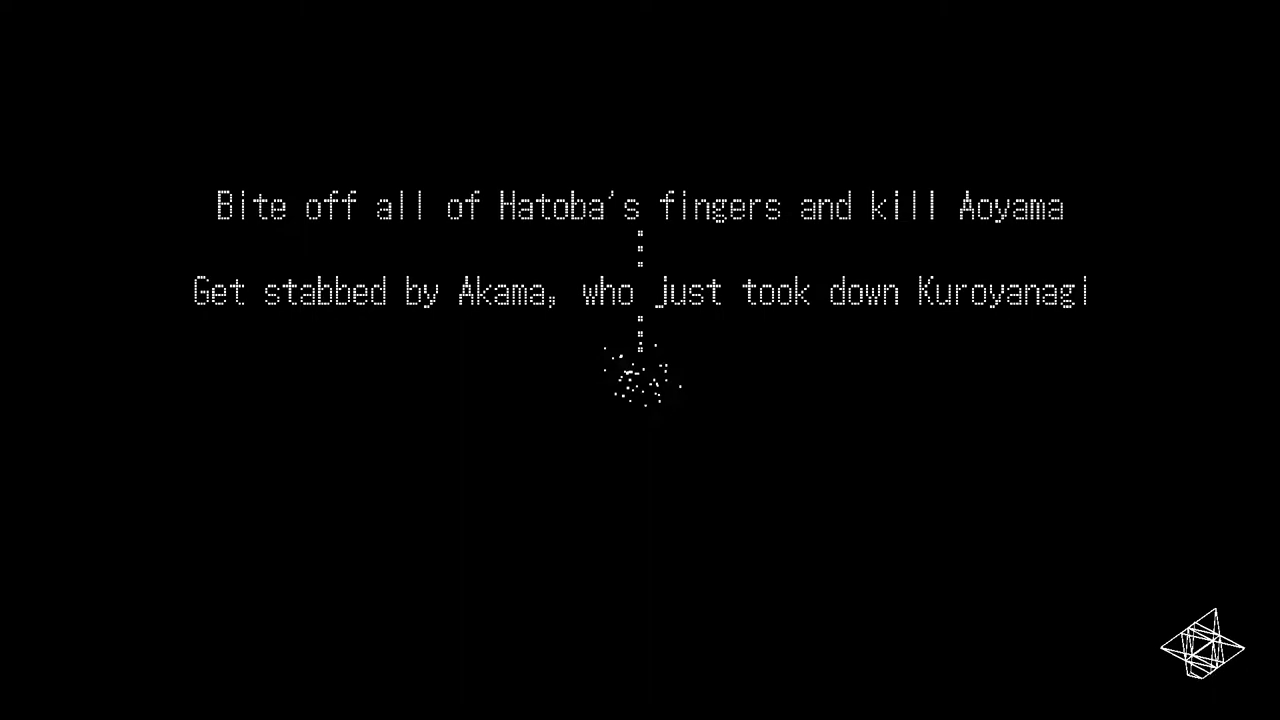 Bite off all of Hatoba's fingers and kill Aoyama
Get stabbed by Akama, who just took down Kuroyanagi